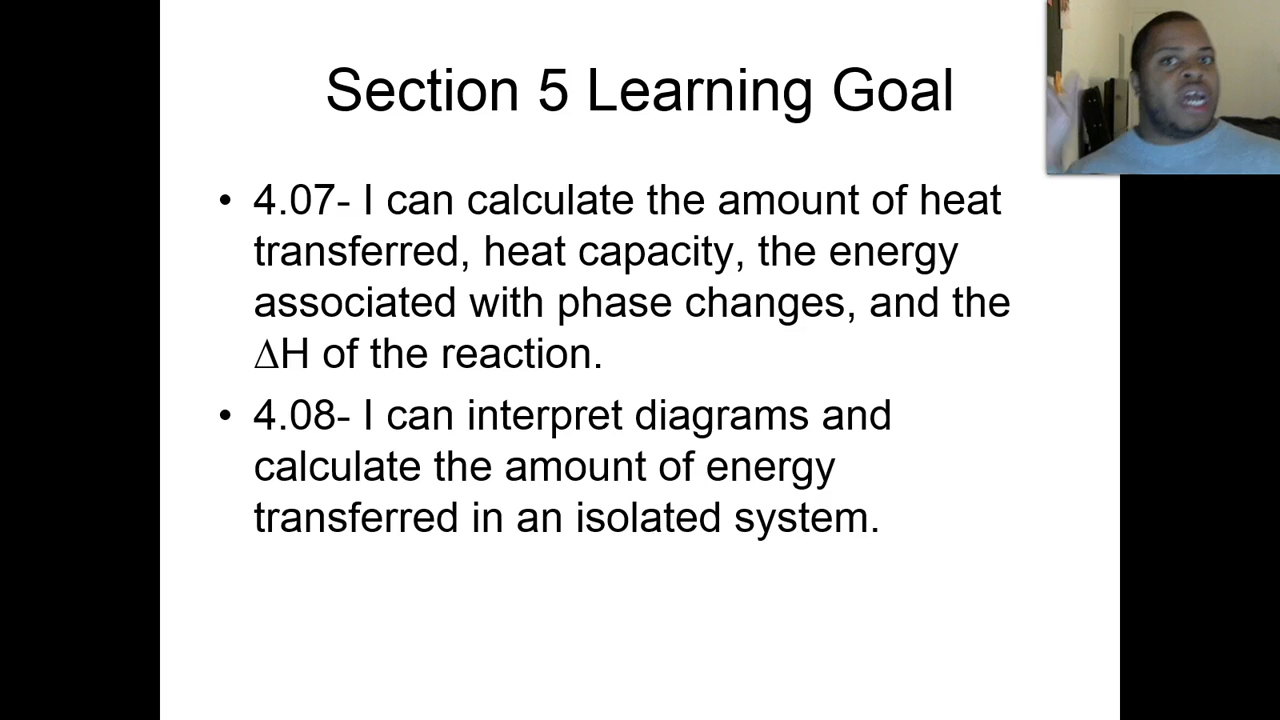 Section 5 Learning Goal
• 4.07- I can calculate the amount of heat
transferred, heat capacity, the energy
associated with phase changes, and the
ΔH of the reaction.
• 4.08- I can interpret diagrams and
calculate the amount of energy
transferred in an isolated system.